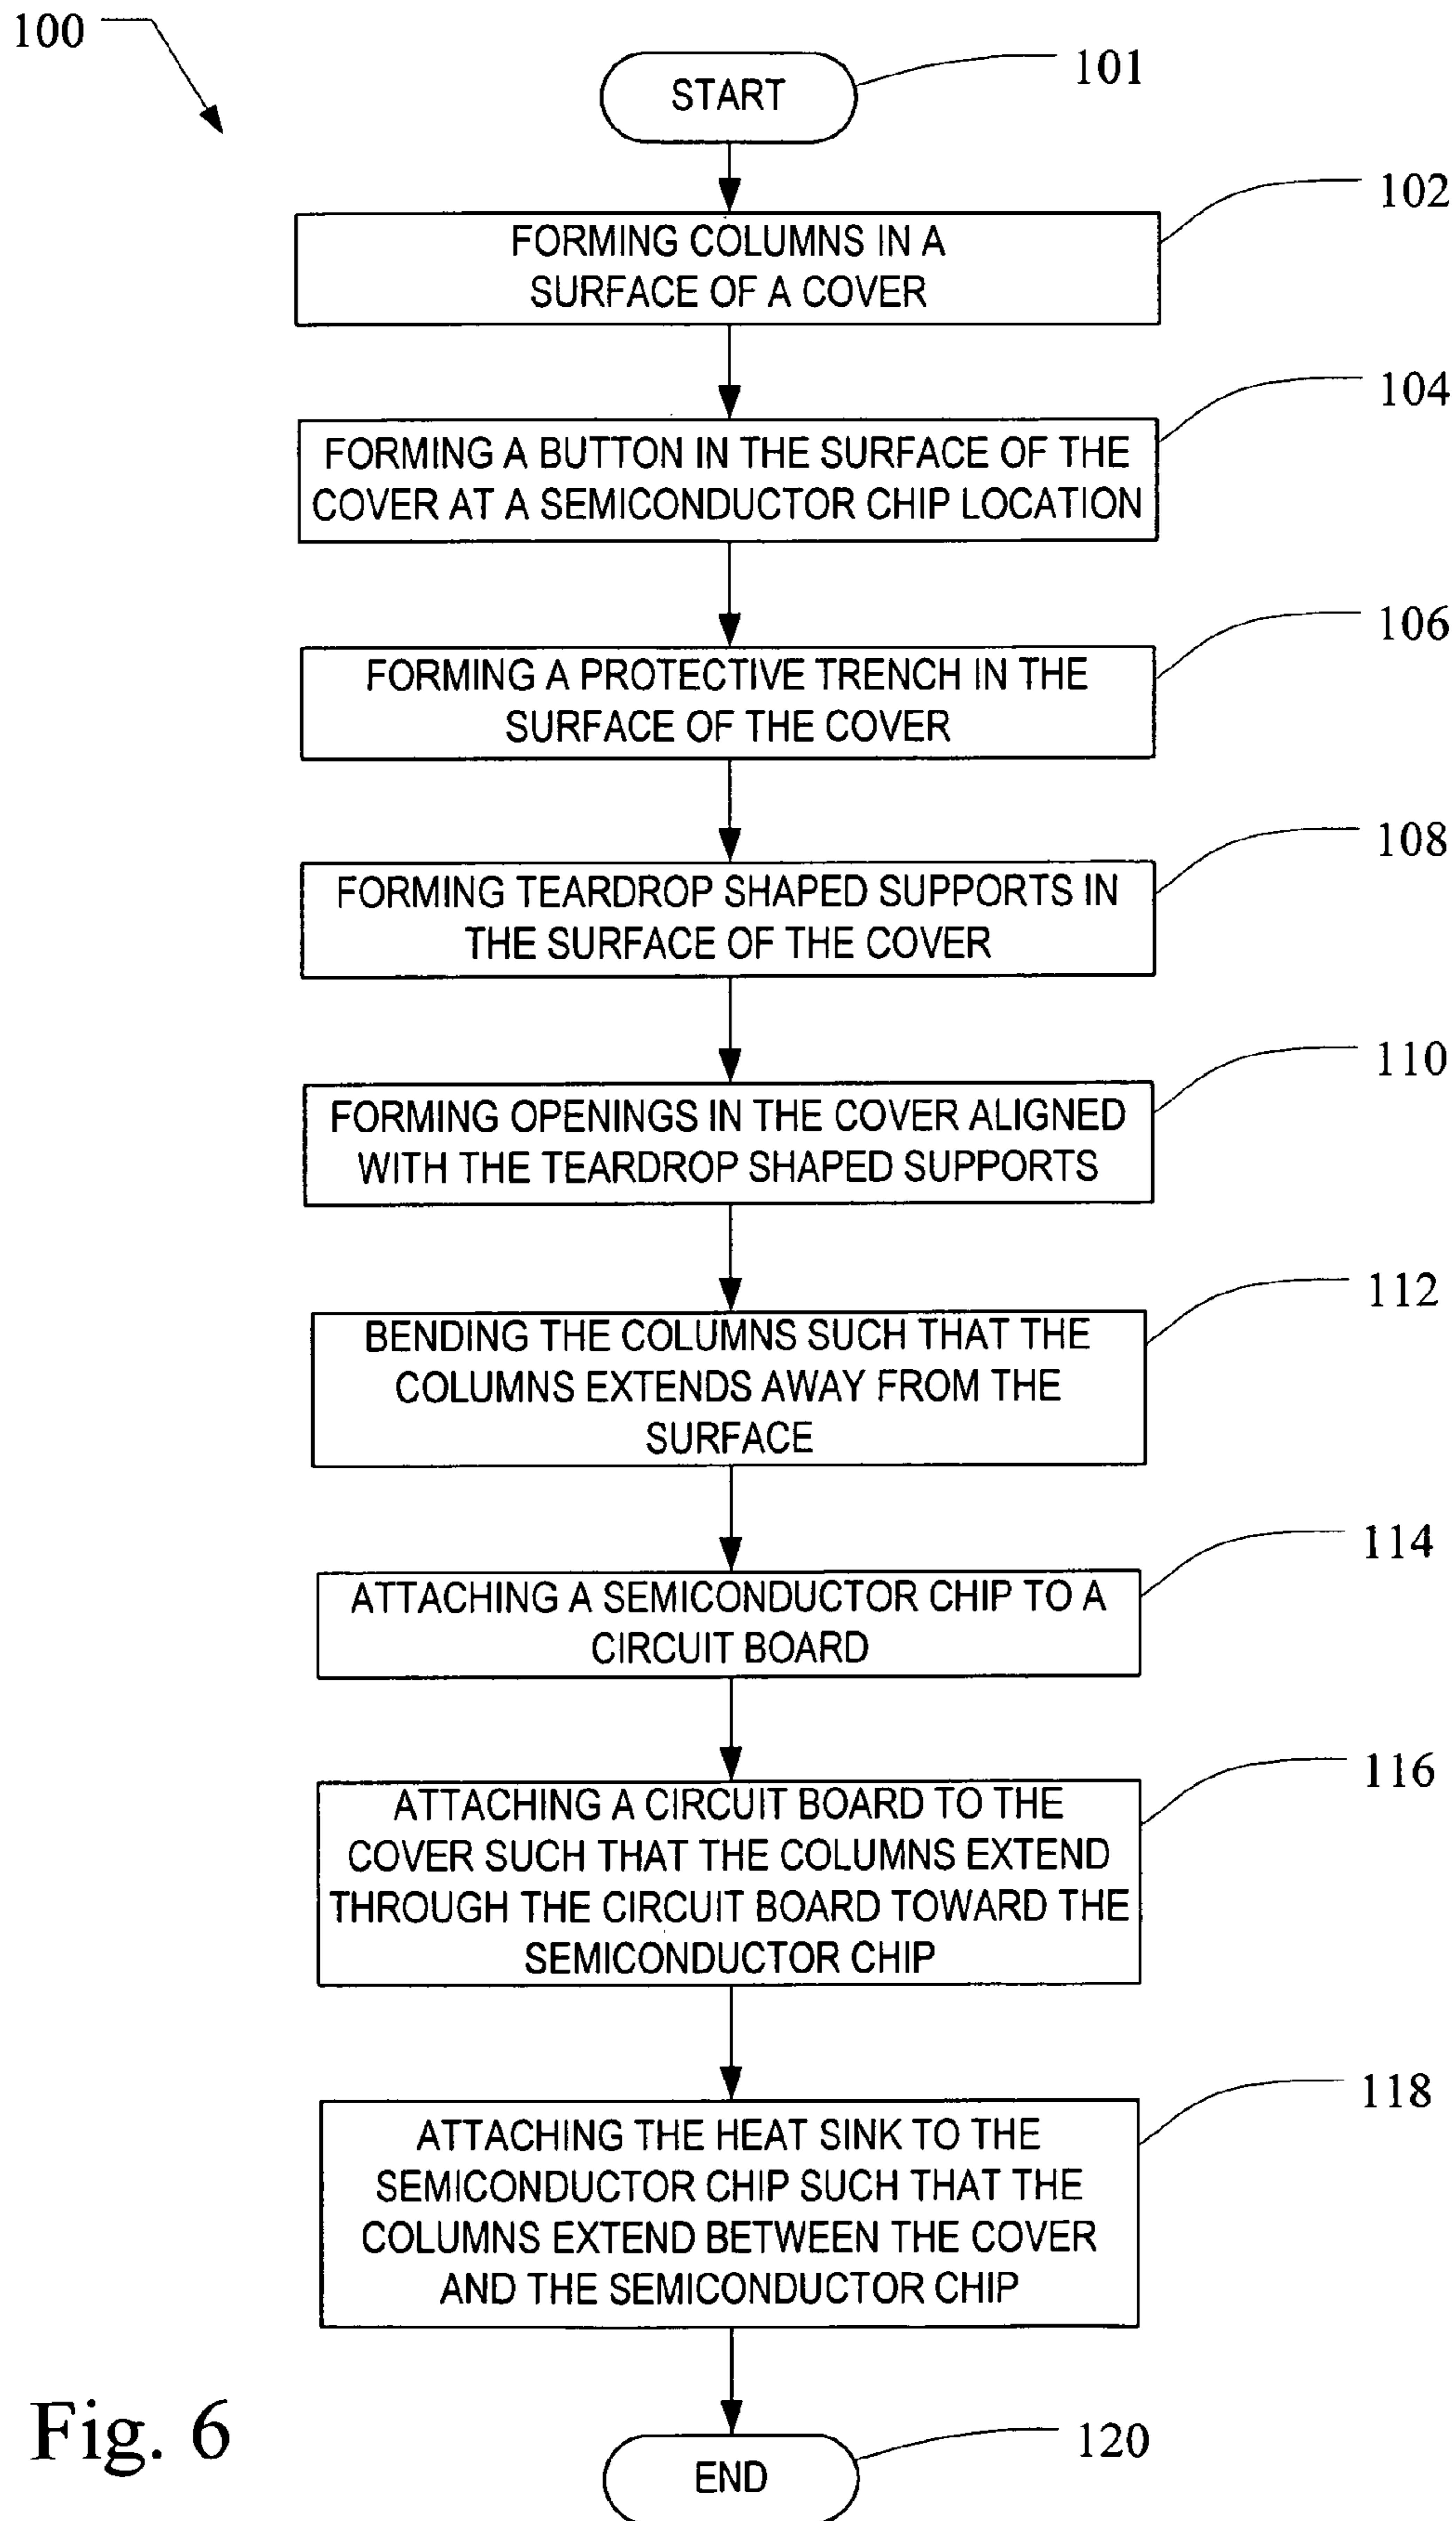 100
START
101
FORMING COLUMNS IN A
SURFACE OF A COVER
102
FORMING A BUTTON IN THE SURFACE OF THE
COVER AT A SEMICONDUCTOR CHIP LOCATION
104
FORMING A PROTECTIVE TRENCH IN THE
SURFACE OF THE COVER
106
FORMING TEARDROP SHAPED SUPPORTS IN
THE SURFACE OF THE COVER
108
FORMING OPENINGS IN THE COVER ALIGNED
WITH THE TEARDROP SHAPED SUPPORTS
110
BENDING THE COLUMNS SUCH THAT THE
COLUMNS EXTENDS AWAY FROM THE
SURFACE
112
ATTACHING A SEMICONDUCTOR CHIP TO A
CIRCUIT BOARD
114
ATTACHING A CIRCUIT BOARD TO THE
COVER SUCH THAT THE COLUMNS EXTEND
THROUGH THE CIRCUIT BOARD TOWARD THE
SEMICONDUCTOR CHIP
116
ATTACHING THE HEAT SINK TO THE
SEMICONDUCTOR CHIP SUCH THAT THE
COLUMNS EXTEND BETWEEN THE COVER
AND THE SEMICONDUCTOR CHIP
118
END
120
Fig. 6